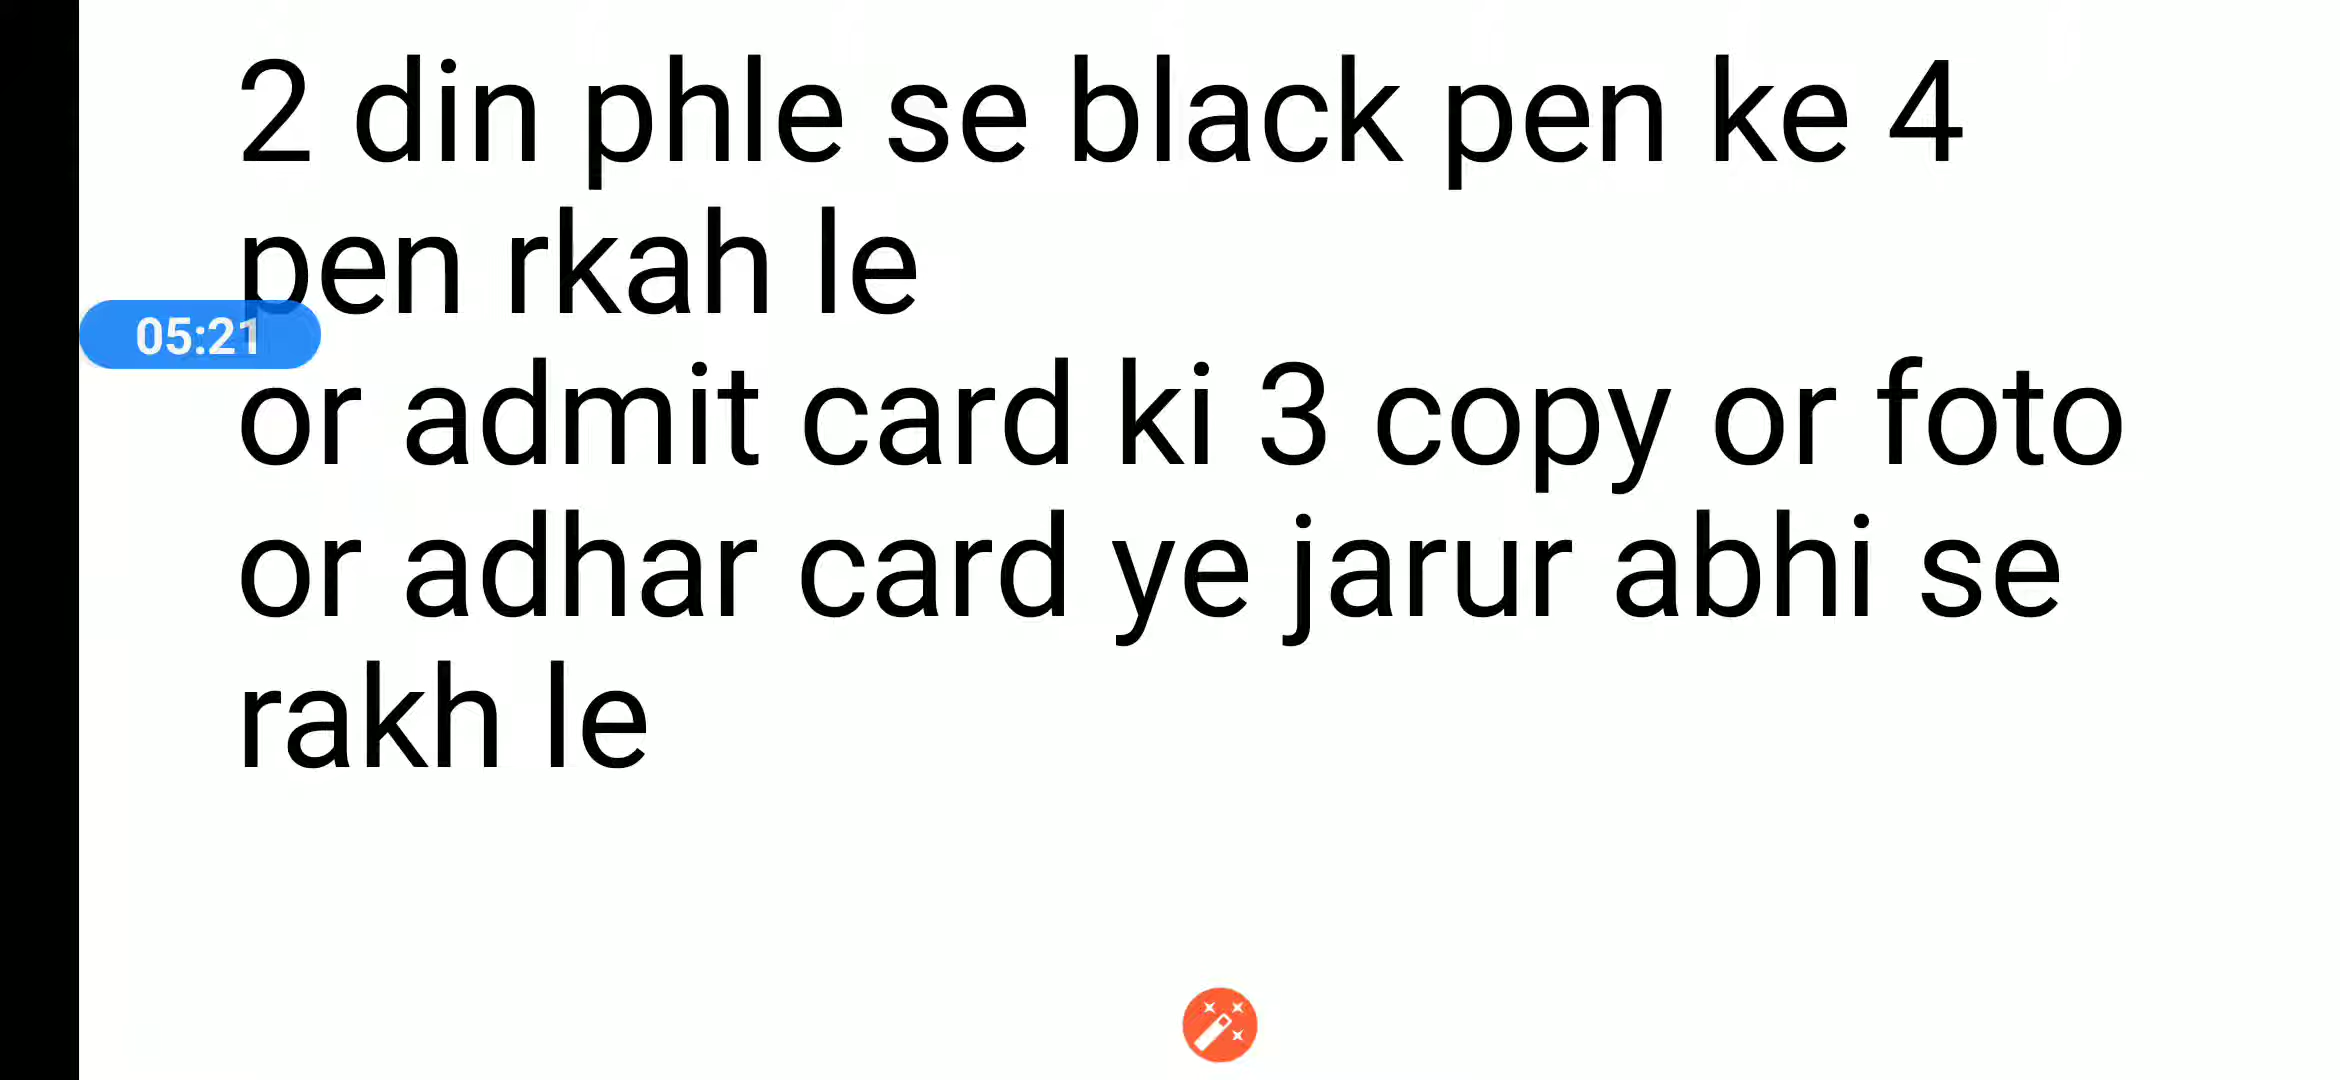 2 din phle se black pen ke 4
pen rkah le
05:21
or admit card ki 3 copy or foto
or adhar card ye jarur abhi se
rakh le